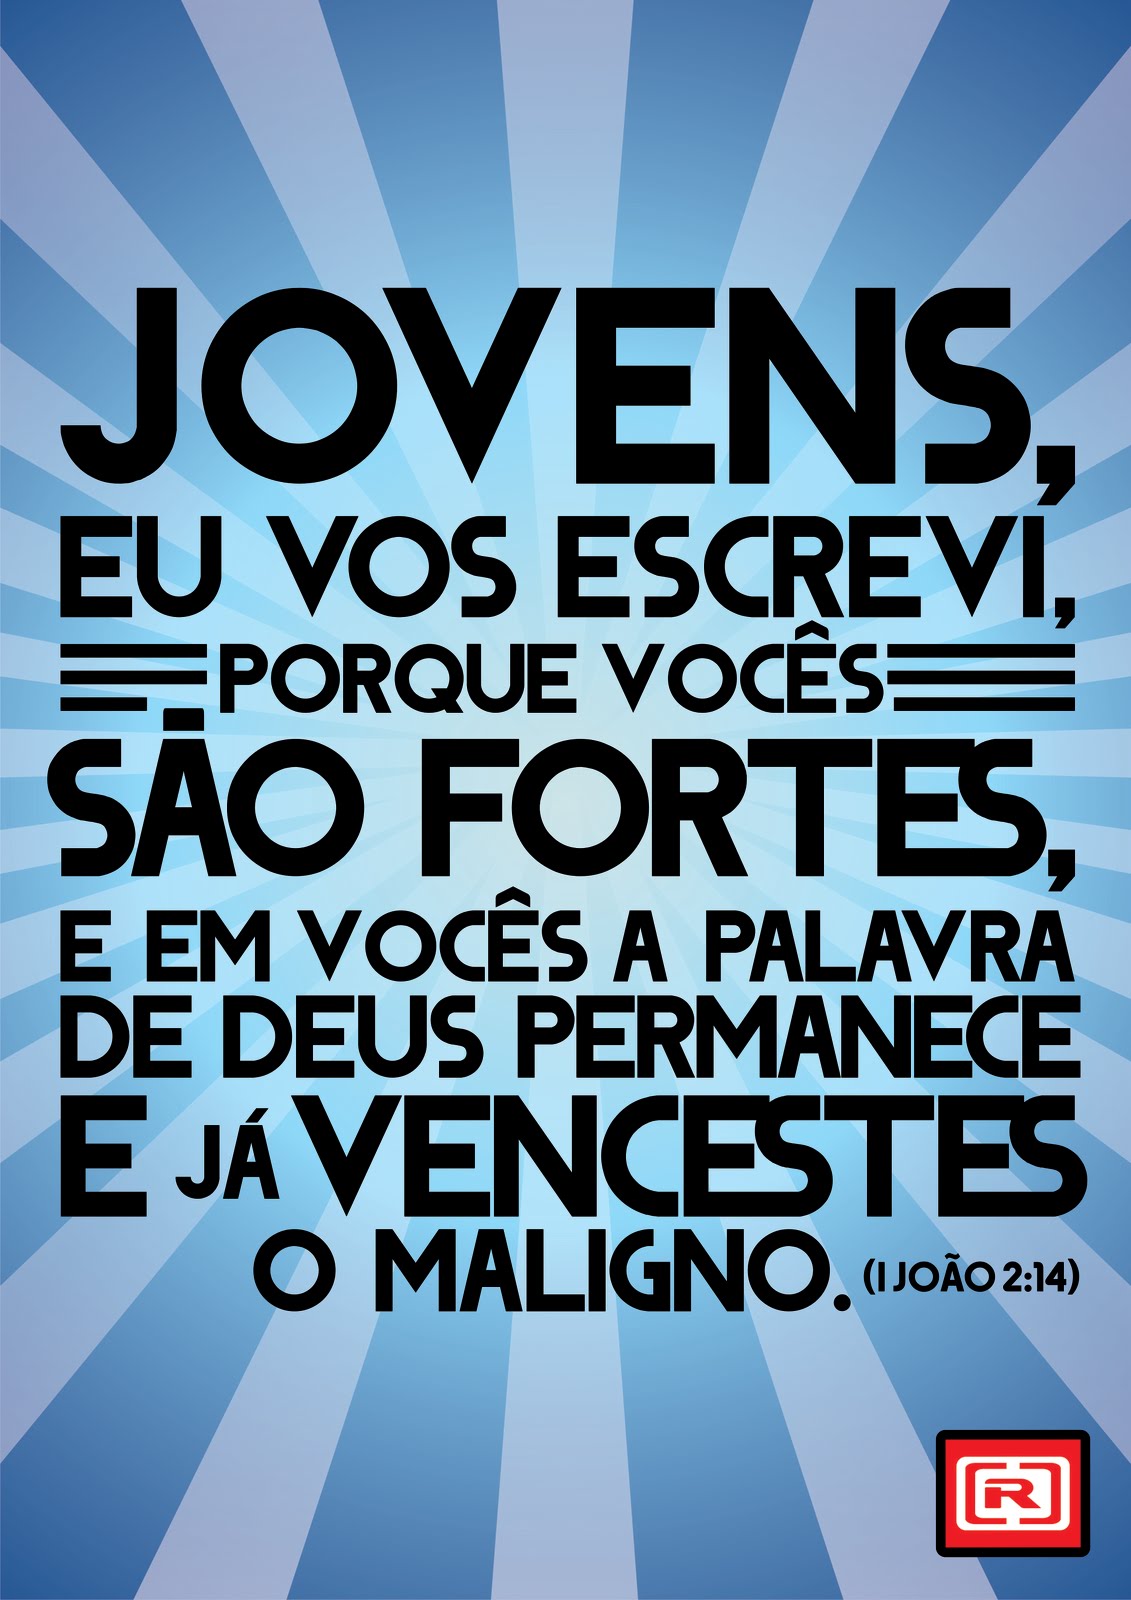 JOVENS,
EU VOS ESCREVI,
PORQUE VOCÊS
SÃO FORTES,
E EM VOCÊS A PALAVRA
DE DEUS PERMANECE
E JÁ VENCESTES
O MALIGNO. (I JOÃO 2:14)
R